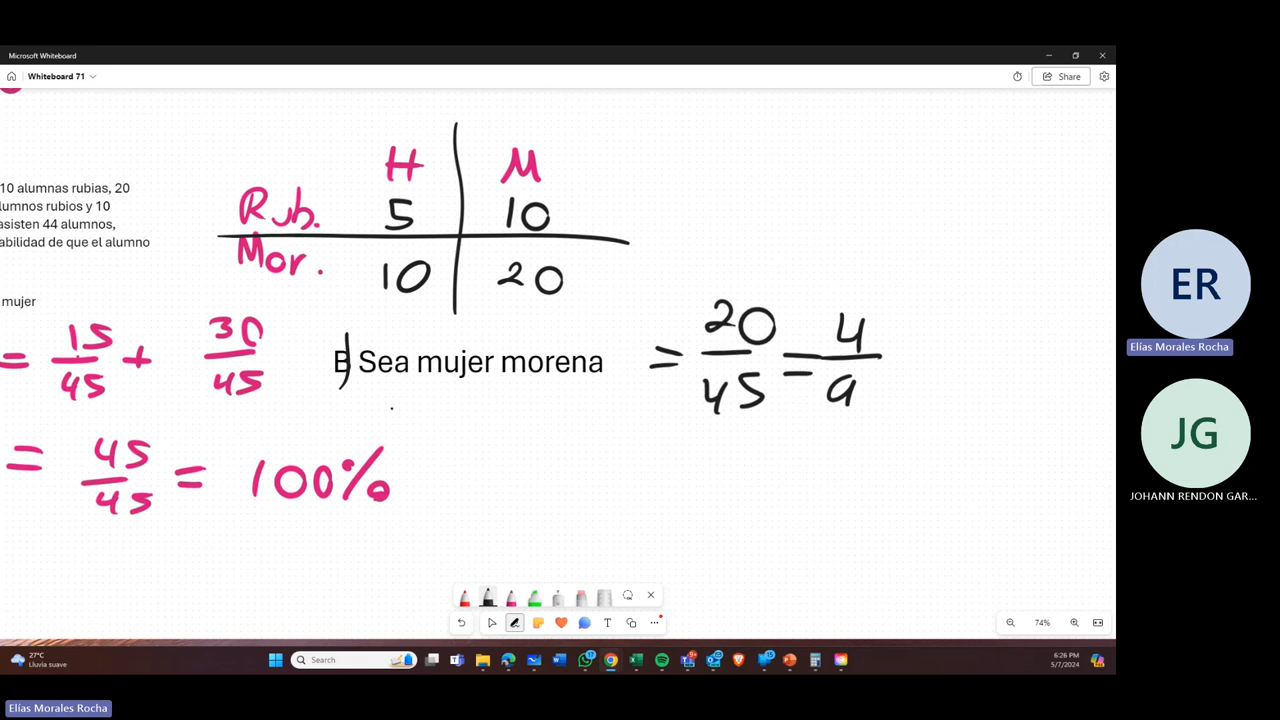 Microsoft Whiteboard
Whiteboard 71
Share
10 alumnas rubias, 20
lumnos rubios y 10
asisten 44 alumnos,
abilidad de que el alumno
mujer
H M
Rub. 5 10
Mor. 10 20
= 15/45 + 30/45
= 45/45 = 100%
B) Sea mujer morena = 20/45 = 4/9
74%
ER
Elías Morales Rocha
JG
JOHANN RENDON GAR...
27°C
Lluvia suave
Search
6:26 PM
5/7/2024
Elías Morales Rocha